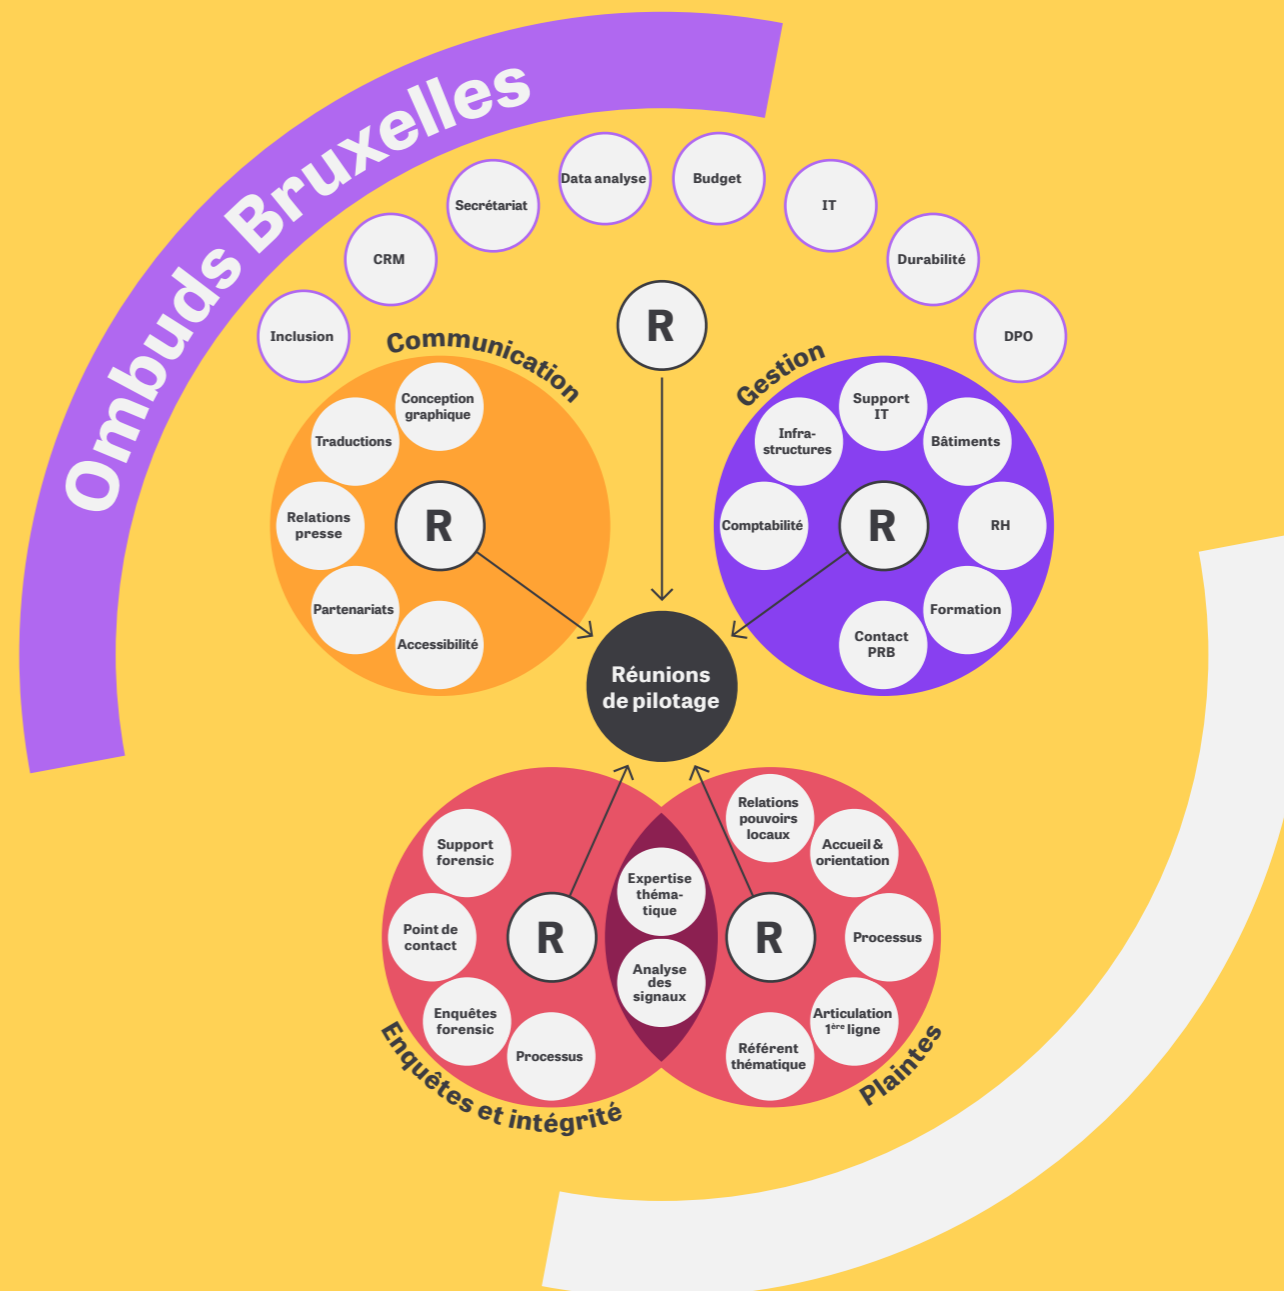 Ombuds Bruxelles
Inclusion
CRM
Secrétariat
Data analyse
Budget
IT
Durabilité
DPO
R
Communication
Conception
graphique
Traductions
Relations
presse
Partenariats
Accessibilité
R
Gestion
Support
IT
Infra-
structures
Bâtiments
Comptabilité
RH
Formation
Contact
PRB
R
Réunions
de pilotage
Enquêtes et intégrité
Support
forensic
Point de
contact
Enquêtes
forensic
Processus
R
Expertise
théma-
tique
Analyse
des
signaux
Plaintes
Relations
pouvoirs
locaux
Accueil &
orientation
Processus
Articulation
1ère ligne
Référent
thématique
R